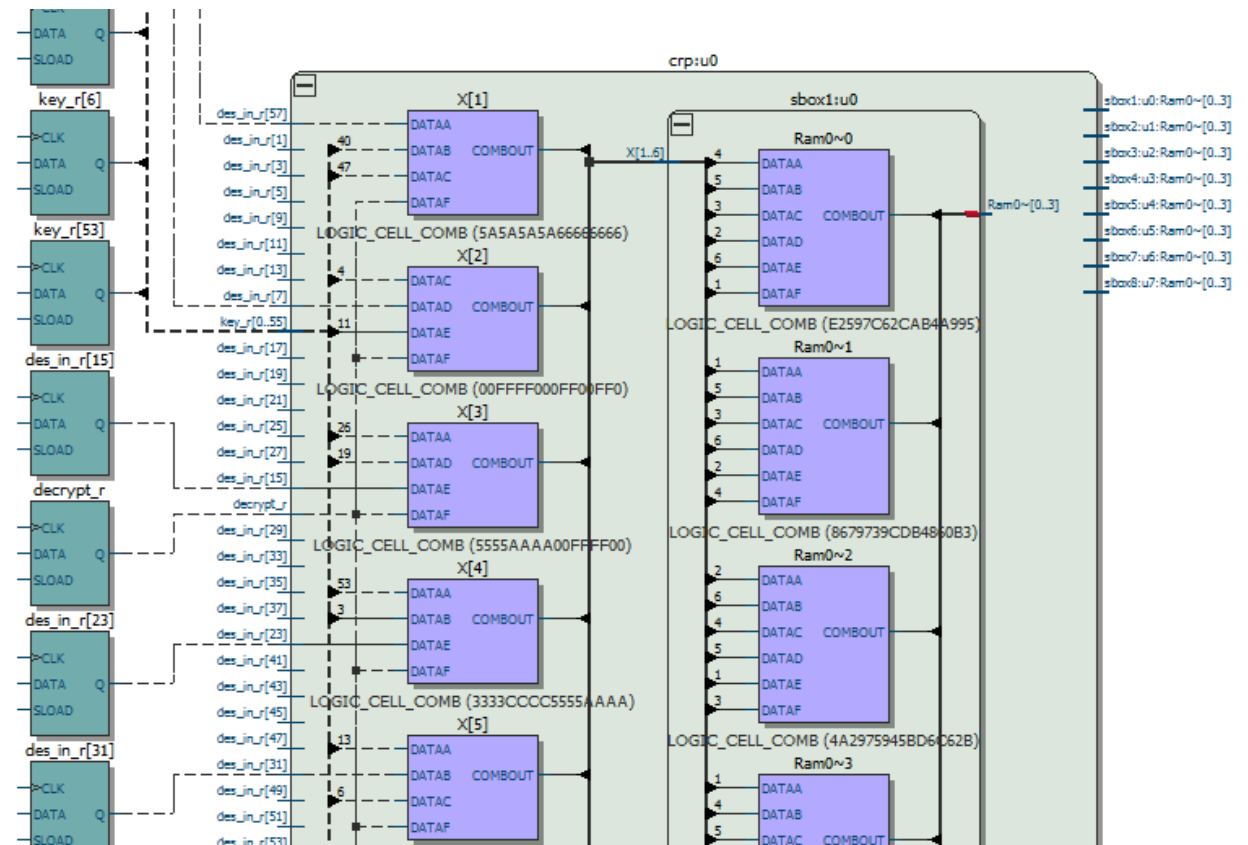 DATA Q
SLOAD
key_r[6]
CLK
DATA Q
SLOAD
key_r[53]
CLK
DATA Q
SLOAD
des_in_r[15]
CLK
DATA Q
SLOAD
decrypt_r
CLK
DATA Q
SLOAD
des_in_r[23]
CLK
DATA Q
SLOAD
des_in_r[31]
CLK
DATA Q
SLOAD
crp:u0
des_in_r[57]
des_in_r[1]
des_in_r[3]
des_in_r[5]
des_in_r[9]
des_in_r[11]
des_in_r[13]
des_in_r[7]
key_r[0..55]
des_in_r[17]
des_in_r[19]
des_in_r[21]
des_in_r[25]
des_in_r[27]
des_in_r[15]
decrypt_r
des_in_r[29]
des_in_r[33]
des_in_r[35]
des_in_r[37]
des_in_r[23]
des_in_r[41]
des_in_r[43]
des_in_r[45]
des_in_r[47]
des_in_r[31]
des_in_r[49]
des_in_r[51]
des_in_r[53]
X[1]
DATAA
40 DATAB COMBOUT
47 DATAC
DATAF
LOGIC_CELL_COMB (5A5A5A5A66666666)
X[2]
4 DATAC
DATAD COMBOUT
11 DATAE
DATAF
LOGIC_CELL_COMB (00FFFF000FF00FF0)
X[3]
26 DATAA
19 DATAD COMBOUT
DATAE
DATAF
LOGIC_CELL_COMB (5555AAAA00FFFF00)
X[4]
53 DATAA
3 DATAB COMBOUT
DATAE
DATAF
LOGIC_CELL_COMB (3333CCCC5555AAAA)
X[5]
13 DATAA
DATAB COMBOUT
6 DATAC
DATAF
X[1..6]
sbox1:u0
Ram0~0
4 DATAA
5 DATAB
3 DATAC COMBOUT
2 DATAD
6 DATAE
1 DATAF
LOGIC_CELL_COMB (E2597C62CAB4A995)
Ram0~1
1 DATAA
5 DATAB
3 DATAC COMBOUT
6 DATAD
2 DATAE
4 DATAF
LOGIC_CELL_COMB (8679739CDB4860B3)
Ram0~2
2 DATAA
6 DATAB
4 DATAC COMBOUT
5 DATAD
1 DATAE
3 DATAF
LOGIC_CELL_COMB (4A2975945BD6C62B)
Ram0~3
1 DATAA
4 DATAB
5 DATAC COMBOUT
Ram0~[0..3]
sbox1:u0:Ram0~[0..3]
sbox2:u1:Ram0~[0..3]
sbox3:u2:Ram0~[0..3]
sbox4:u3:Ram0~[0..3]
sbox5:u4:Ram0~[0..3]
sbox6:u5:Ram0~[0..3]
sbox7:u6:Ram0~[0..3]
sbox8:u7:Ram0~[0..3]